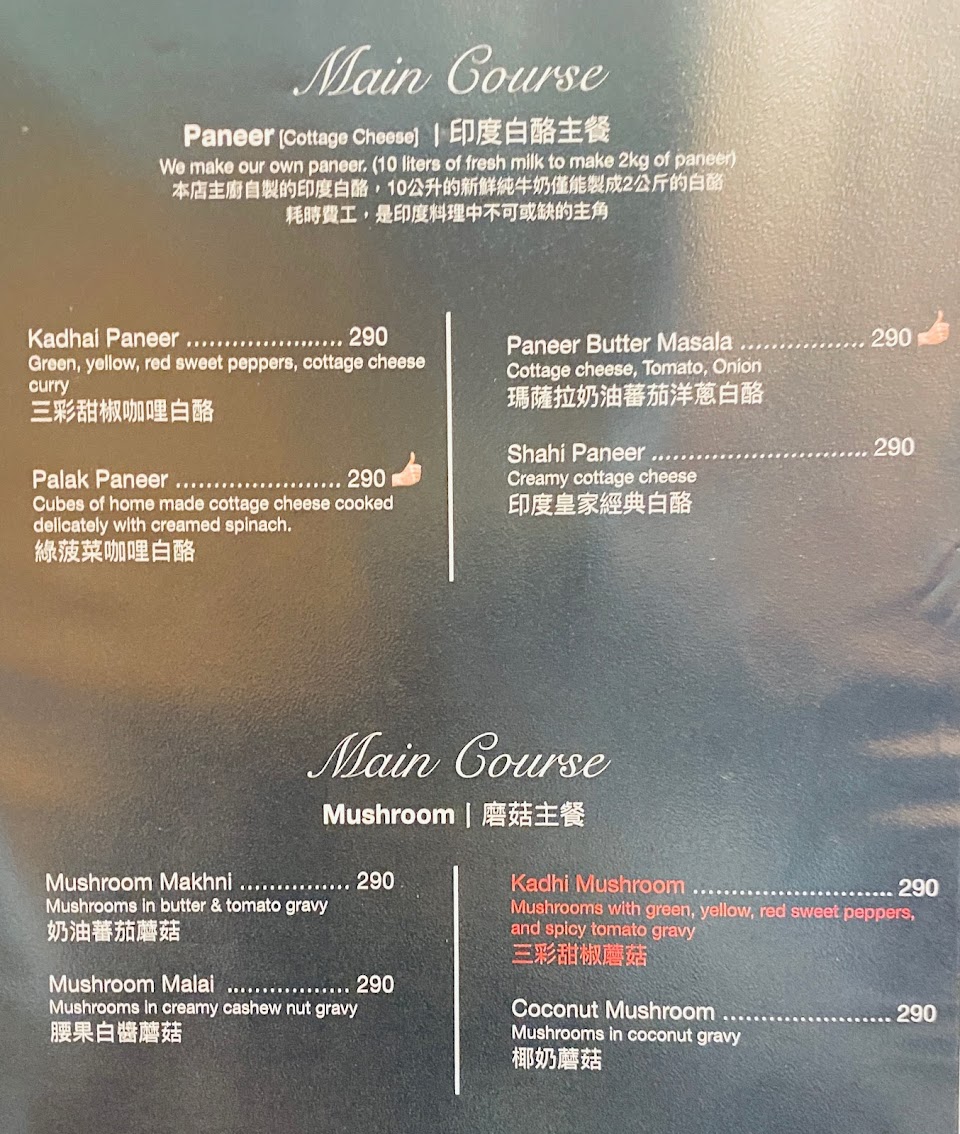 Main Course
Paneer [Cottage Cheese] | 印度白酪主餐
We make our own paneer. (10 liters of fresh milk to make 2kg of paneer)
本店主廚自製的印度白酪，10公升的新鮮純牛奶僅能製成2公斤的白酪
耗時費工，是印度料理中不可或缺的主角
Kadhai Paneer ...................... 290
Green, yellow, red sweet peppers, cottage cheese
curry
三彩甜椒咖哩白酪
Palak Paneer ....................... 290
Cubes of home made cottage cheese cooked
delicately with creamed spinach.
綠菠菜咖哩白酪
Paneer Butter Masala ................. 290
Cottage cheese, Tomato, Onion
瑪薩拉奶油蕃茄洋蔥白酪
Shahi Paneer ............................. 290
Creamy cottage cheese
印度皇家經典白酪
Main Course
Mushroom | 磨菇主餐
Mushroom Makhni ............... 290
Mushrooms in butter & tomato gravy
奶油蕃茄蘑菇
Mushroom Malai ................. 290
Mushrooms in creamy cashew nut gravy
腰果白醬蘑菇
Kadhi Mushroom ........................... 290
Mushrooms with green, yellow, red sweet peppers,
and spicy tomato gravy
三彩甜椒蘑菇
Coconut Mushroom ....................... 290
Mushrooms in coconut gravy
椰奶蘑菇